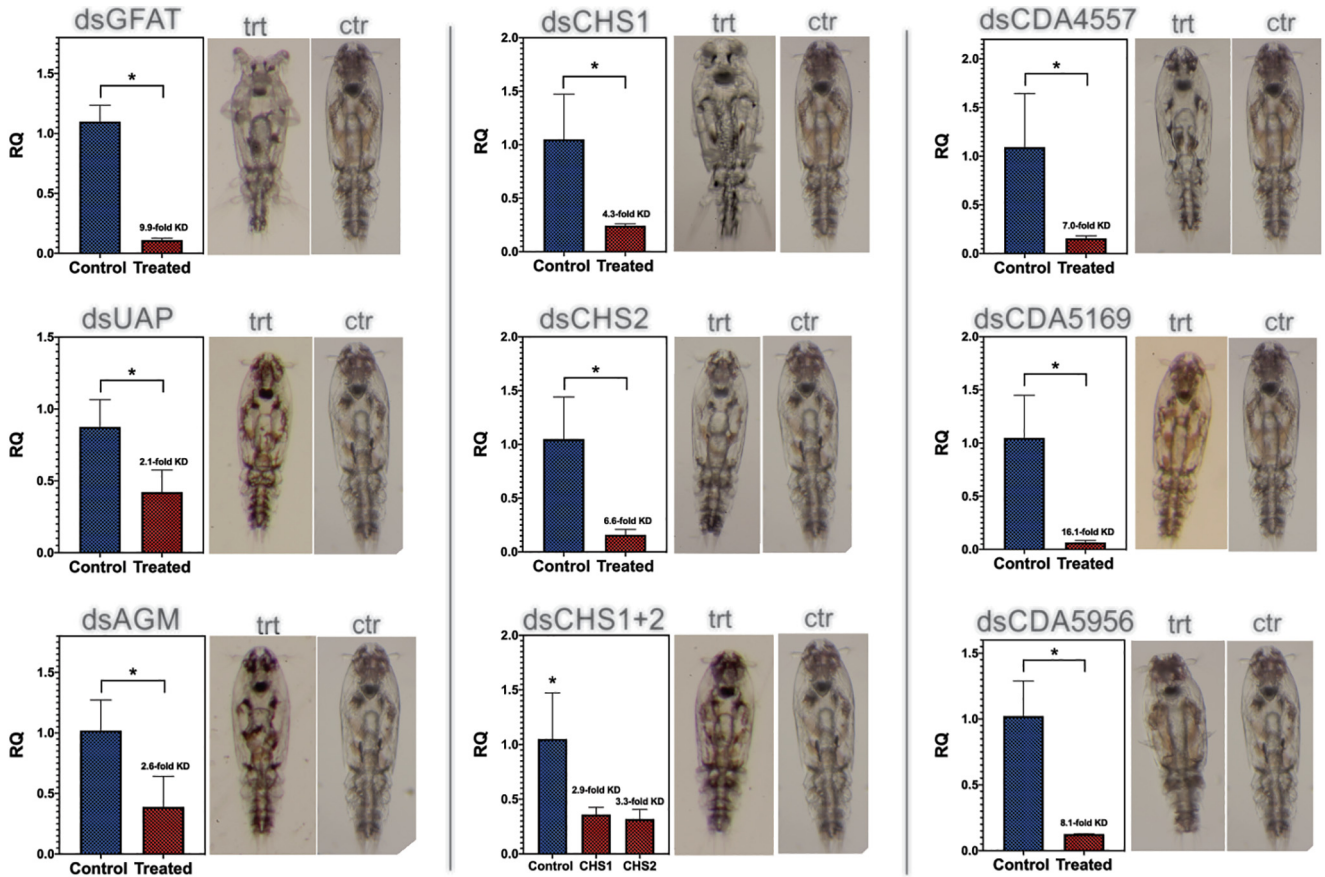 dsGFAT
trt
ctr
RQ
1.5
1.0
0.5
0.0
*
9.9-fold KD
Control Treated
dsCHS1
trt
ctr
RQ
2.0
1.5
1.0
0.5
0.0
*
4.3-fold KD
Control Treated
dsCDA4557
trt
ctr
RQ
2.0
1.5
1.0
0.5
0.0
*
7.0-fold KD
Control Treated
dsUAP
trt
ctr
RQ
1.5
1.0
0.5
0.0
*
2.1-fold KD
Control Treated
dsCHS2
trt
ctr
RQ
2.0
1.5
1.0
0.5
0.0
*
6.6-fold KD
Control Treated
dsCDA5169
trt
ctr
RQ
2.0
1.5
1.0
0.5
0.0
*
16.1-fold KD
Control Treated
dsAGM
trt
ctr
RQ
1.5
1.0
0.5
0.0
*
2.6-fold KD
Control Treated
dsCHS1+2
trt
ctr
RQ
2.0
1.5
1.0
0.5
0.0
*
2.9-fold KD
3.3-fold KD
Control CHS1 CHS2
dsCDA5956
trt
ctr
RQ
1.5
1.0
0.5
0.0
*
8.1-fold KD
Control Treated